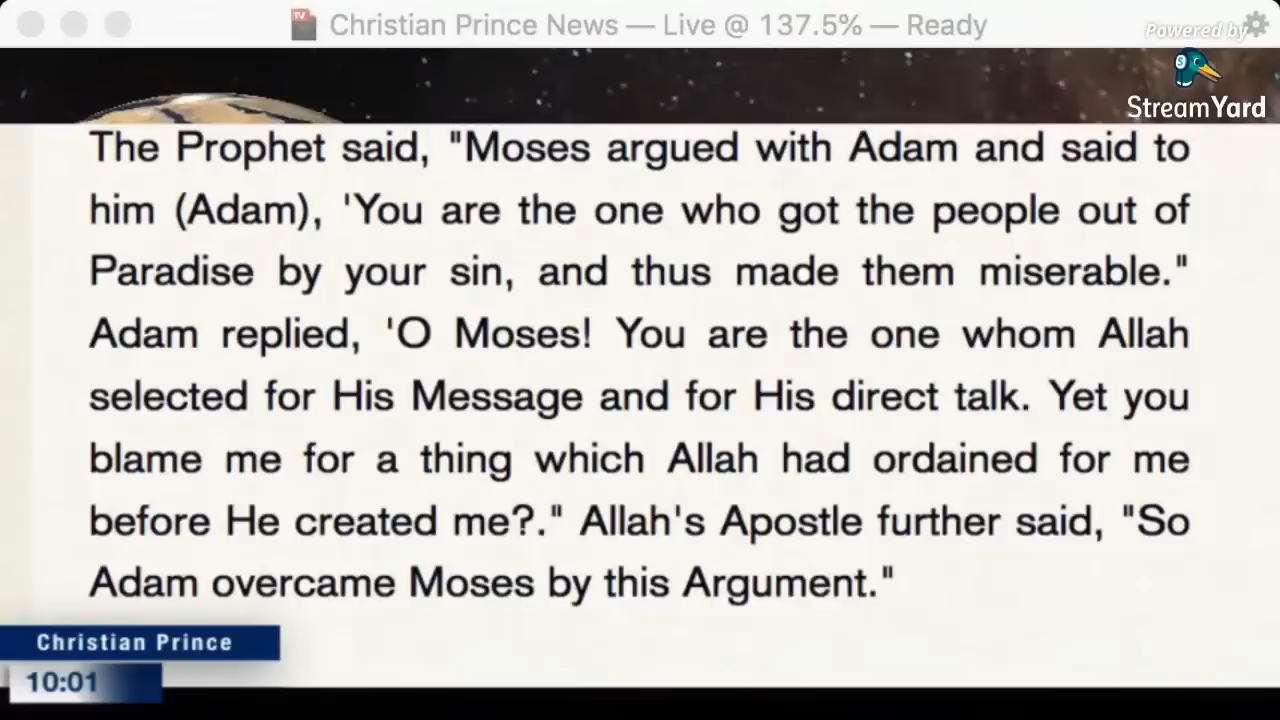 Christian Prince News — Live @ 137.5% — Ready
Powered by
StreamYard
The Prophet said, "Moses argued with Adam and said to
him (Adam), 'You are the one who got the people out of
Paradise by your sin, and thus made them miserable."
Adam replied, 'O Moses! You are the one whom Allah
selected for His Message and for His direct talk. Yet you
blame me for a thing which Allah had ordained for me
before He created me?." Allah's Apostle further said, "So
Adam overcame Moses by this Argument."
Christian Prince
10:01